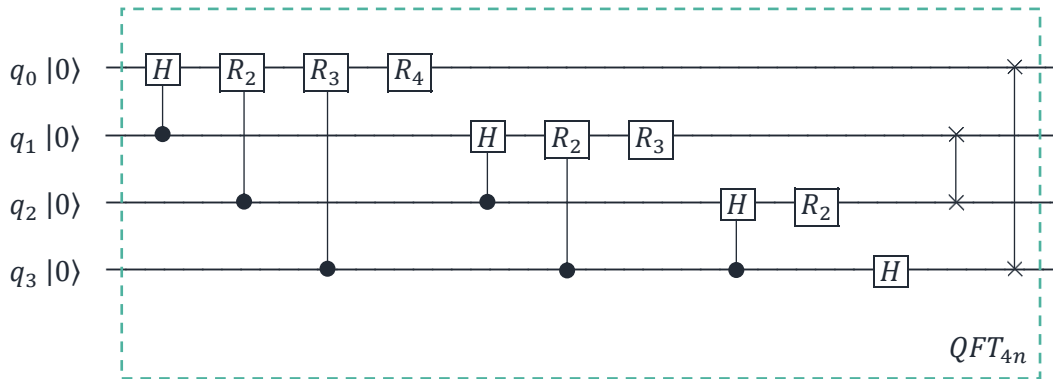 q₀ |0⟩ H R₂ R₃ R₄
q₁ |0⟩ H R₂ R₃
q₂ |0⟩ H R₂
q₃ |0⟩ H
QFT₄ₙ